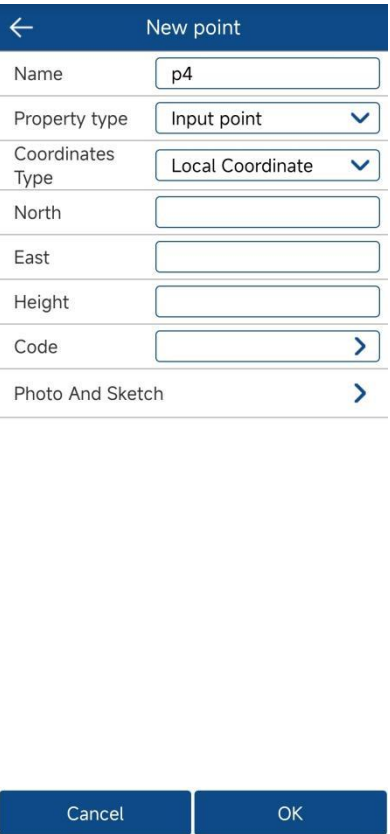 New point
Name p4
Property type Input point
Coordinates
Type Local Coordinate
North
East
Height
Code
Photo And Sketch
Cancel OK